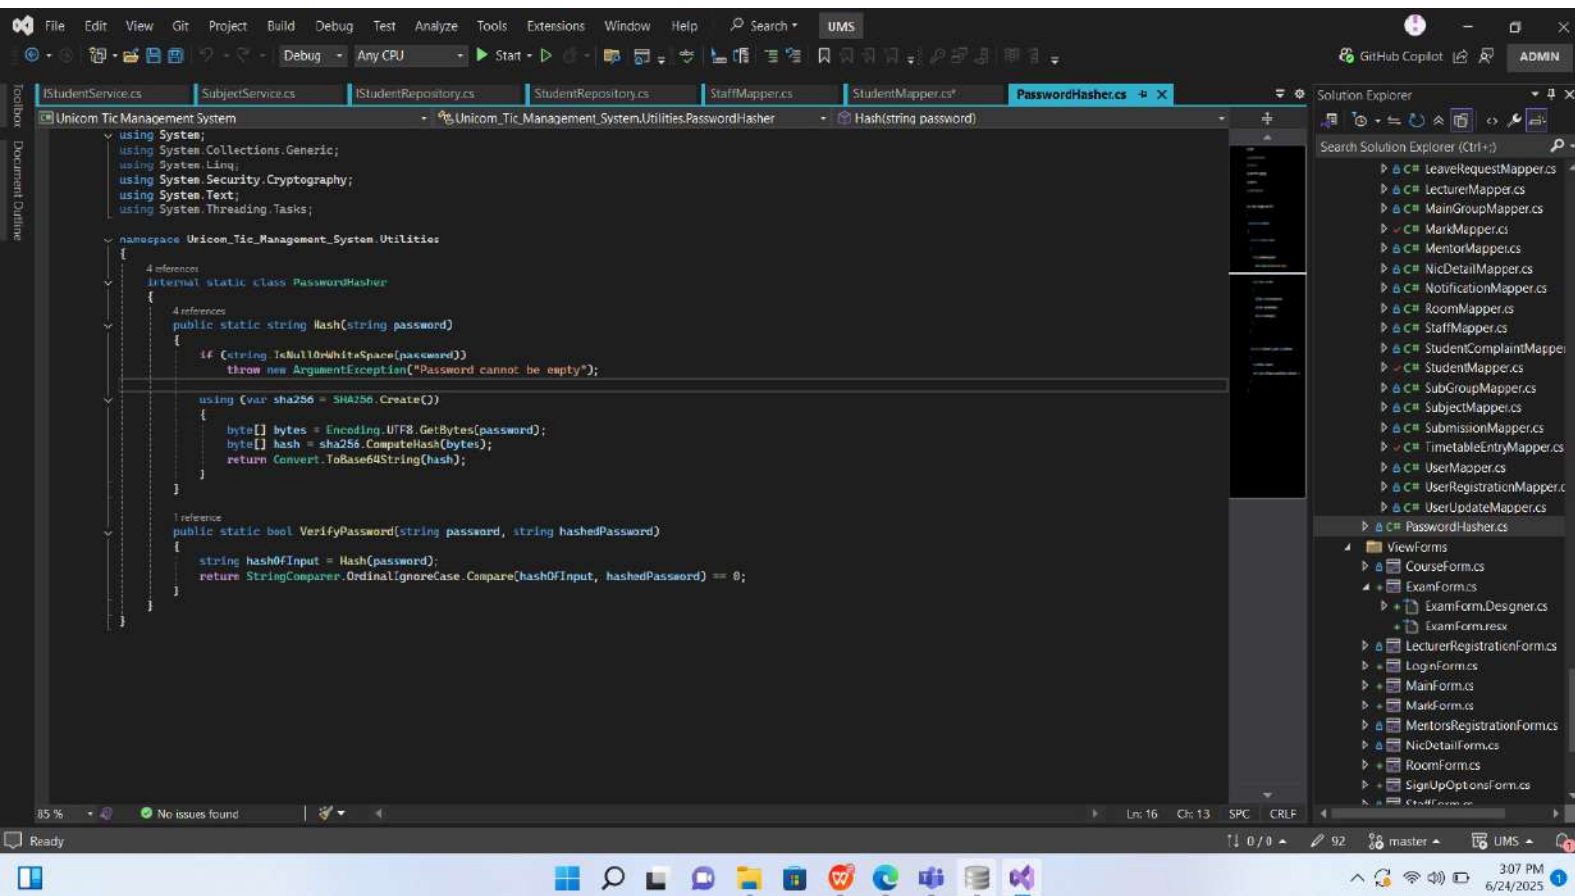 File Edit View Git Project Build Debug Test Analyze Tools Extensions Window Help Search UMS
Debug Any CPU Start GitHub Copilot ADMIN
Toolbox
Document Outline
IStudentService.cs SubjectService.cs IStudentRepository.cs StudentRepository.cs StaffMapper.cs StudentMapper.cs* PasswordHasher.cs
Unicom Tic Management System Unicom_Tic_Management_System.Utilities.PasswordHasher Hash(string password)
using System;
using System.Collections.Generic;
using System.Linq;
using System.Security.Cryptography;
using System.Text;
using System.Threading.Tasks;
namespace Unicom_Tic_Management_System.Utilities
{
4 references
internal static class PasswordHasher
{
4 references
public static string Hash(string password)
{
if (string.IsNullOrWhiteSpace(password))
throw new ArgumentException("Password cannot be empty");
using (var sha256 = SHA256.Create())
{
byte[] bytes = Encoding.UTF8.GetBytes(password);
byte[] hash = sha256.ComputeHash(bytes);
return Convert.ToBase64String(hash);
}
}
1 reference
public static bool VerifyPassword(string password, string hashedPassword)
{
string hashOfInput = Hash(password);
return StringComparer.OrdinalIgnoreCase.Compare(hashOfInput, hashedPassword) == 0;
}
}
}
Solution Explorer
Search Solution Explorer (Ctrl+;)
C# LeaveRequestMapper.cs
C# LecturerMapper.cs
C# MainGroupMapper.cs
C# MarkMapper.cs
C# MentorMapper.cs
C# NicDetailMapper.cs
C# NotificationMapper.cs
C# RoomMapper.cs
C# StaffMapper.cs
C# StudentComplaintMapper
C# StudentMapper.cs
C# SubGroupMapper.cs
C# SubjectMapper.cs
C# SubmissionMapper.cs
C# TimetableEntryMapper.cs
C# UserMapper.cs
C# UserRegistrationMapper.c
C# UserUpdateMapper.cs
C# PasswordHasher.cs
ViewForms
CourseForm.cs
ExamForm.cs
ExamForm.Designer.cs
ExamForm.resx
LecturerRegistrationForm.cs
LoginForm.cs
MainForm.cs
MarkForm.cs
MentorsRegistrationForm.cs
NicDetailForm.cs
RoomForm.cs
SignUpOptionsForm.cs
StaffForm.cs
85 % No issues found Ln: 16 Ch: 13 SPC CRLF
Ready 0 / 0 92 master UMS 1
3:07 PM
6/24/2025 1